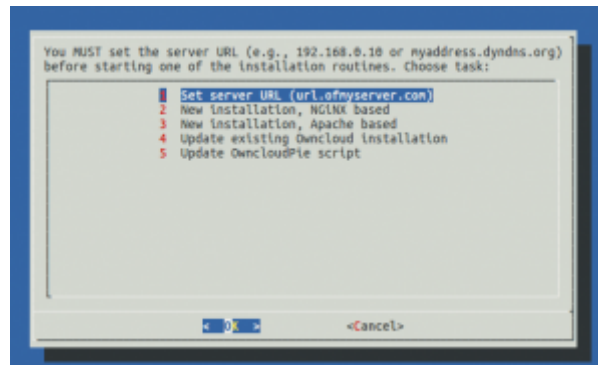 You MUST set the server URL (e.g., 192.168.0.10 or myaddress.dyndns.org)
before starting one of the installation routines. Choose task:
1 Set server URL (url.ofmyserver.com)
2 New installation, NGiNX based
3 New installation, Apache based
4 Update existing Owncloud installation
5 Update OwncloudPie script
< OK > <Cancel>